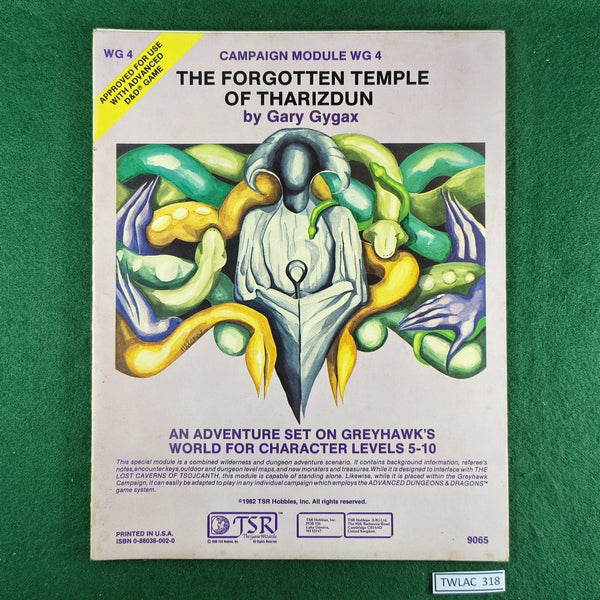 WG 4
APPROVED FOR USE
WITH ADVANCED
D&D® GAME
CAMPAIGN MODULE WG 4
THE FORGOTTEN TEMPLE
OF THARIZDUN
by Gary Gygax
AN ADVENTURE SET ON GREYHAWK'S
WORLD FOR CHARACTER LEVELS 5-10
This special module is a combined wilderness and dungeon adventure scenario. It contains background information, referee's
notes, encounter keys, outdoor and dungeon level maps, and new monsters and treasures. While it is designed to interface with THE
LOST CAVERNS OF TSOJCANTH, this module is capable of standing alone. Likewise, while it is placed within the Greyhawk
Campaign, it can easily be adapted to play in any individual campaign which employs the ADVANCED DUNGEONS & DRAGONS™
game system.
©1982 TSR Hobbies, Inc. All rights reserved.
TSR
The Game Wizards
TSR Hobbies, Inc.
POB 756
Lake Geneva,
WI 53147
TSR Hobbies (UK) Ltd.
The Mill, Rathmore Road
Cambridge CB14AD
United Kingdom
PRINTED IN U.S.A.
ISBN 0-88038-002-0
9065
TWLAC 318